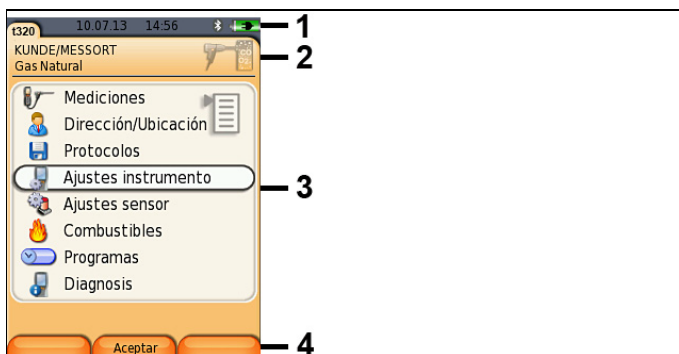 t320 10.07.13 14:56 1
KUNDE/MESSORT 2
Gas Natural
Mediciones
Dirección/Ubicación
Protocolos
Ajustes instrumento 3
Ajustes sensor
Combustibles
Programas
Diagnosis
Aceptar 4